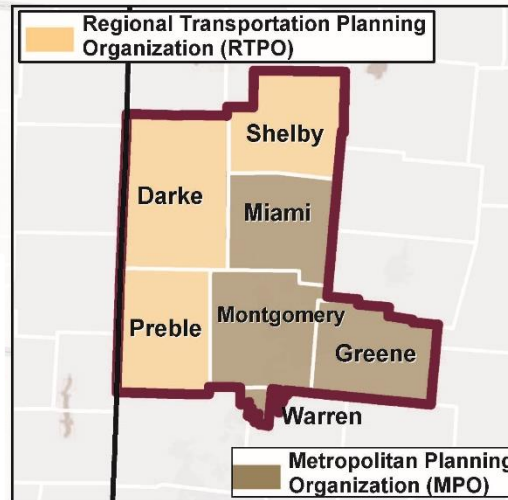 Regional Transportation Planning
Organization (RTPO)
Shelby
Darke
Miami
Preble
Montgomery
Greene
Warren
Metropolitan Planning
Organization (MPO)